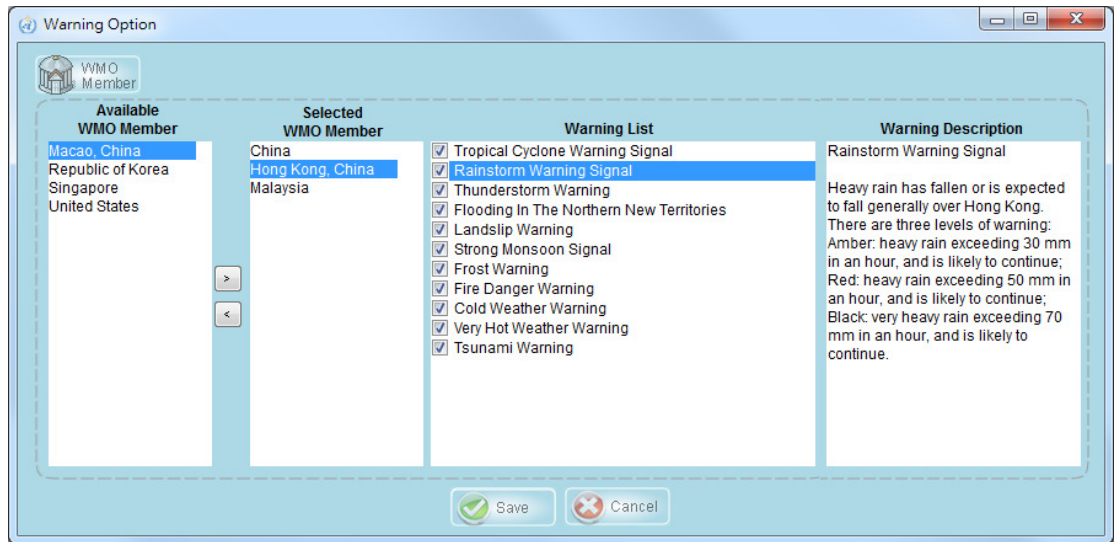 Warning Option
WMO
Member
Available
WMO Member
Macao, China
Republic of Korea
Singapore
United States
>
<
Selected
WMO Member
China
Hong Kong, China
Malaysia
Warning List
Tropical Cyclone Warning Signal
Rainstorm Warning Signal
Thunderstorm Warning
Flooding In The Northern New Territories
Landslip Warning
Strong Monsoon Signal
Frost Warning
Fire Danger Warning
Cold Weather Warning
Very Hot Weather Warning
Tsunami Warning
Warning Description
Rainstorm Warning Signal
Heavy rain has fallen or is expected
to fall generally over Hong Kong.
There are three levels of warning:
Amber: heavy rain exceeding 30 mm
in an hour, and is likely to continue;
Red: heavy rain exceeding 50 mm in
an hour, and is likely to continue;
Black: very heavy rain exceeding 70
mm in an hour, and is likely to
continue.
Save
Cancel